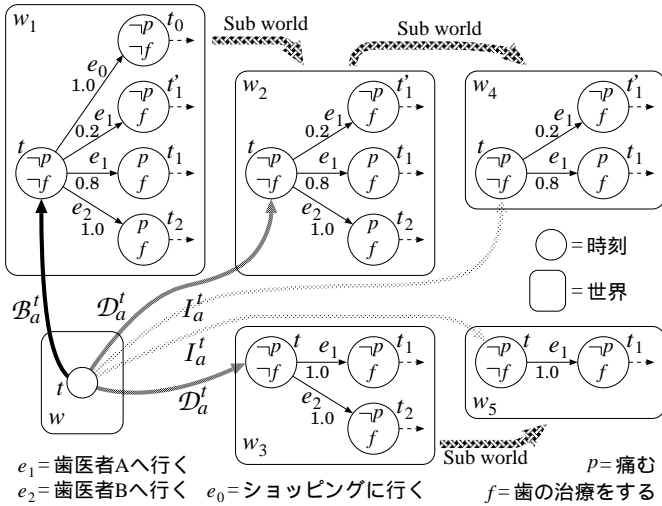 w1
Sub world
Sub world
¬p
¬f
t0
e0
1.0
¬p
f
t'1
e1
0.2
t
¬p
¬f
e1
0.8
p
f
t1
e2
1.0
p
f
t2
w2
¬p
f
t'1
e1
0.2
t
¬p
¬f
e1
0.8
p
f
t1
e2
1.0
p
f
t2
w4
¬p
f
t'1
e1
0.2
t
¬p
¬f
e1
0.8
p
f
t1
=時刻
=世界
B_a^t
D_a^t
I_a^t
I_a^t
D_a^t
t
w
¬p
¬f
t
e1
1.0
¬p
f
t1
e2
1.0
¬p
f
t2
w3
¬p
¬f
t
e1
1.0
¬p
f
t1
w5
Sub world
e1=歯医者Aへ行く
e2=歯医者Bへ行く
e0=ショッピングに行く
p=痛む
f=歯の治療をする